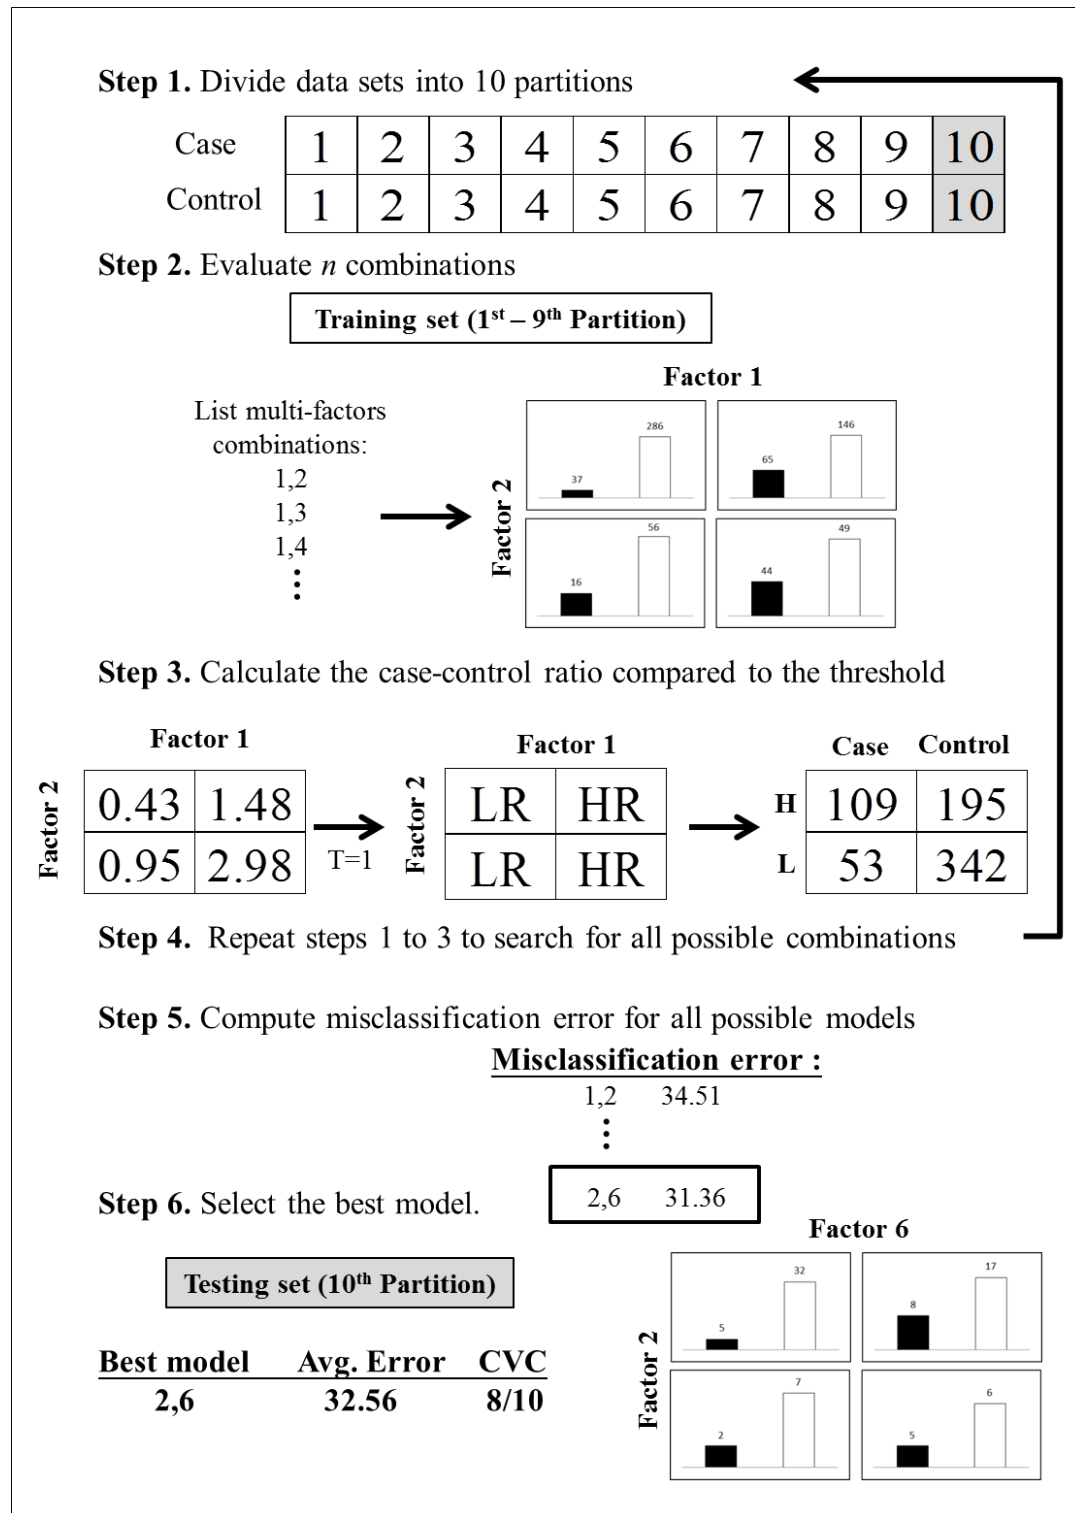 Step 1. Divide data sets into 10 partitions
Case 1 2 3 4 5 6 7 8 9 10
Control 1 2 3 4 5 6 7 8 9 10
Step 2. Evaluate n combinations
Training set (1st – 9th Partition)
List multi-factors
combinations:
1,2
1,3
1,4
Factor 1
Factor 2
37 286
65 146
16 56
44 49
Step 3. Calculate the case-control ratio compared to the threshold
Factor 1
Factor 2
0.43 1.48
0.95 2.98
T=1
Factor 1
Factor 2
LR HR
LR HR
Case Control
H 109 195
L 53 342
Step 4. Repeat steps 1 to 3 to search for all possible combinations
Step 5. Compute misclassification error for all possible models
Misclassification error :
1,2 34.51
2,6 31.36
Step 6. Select the best model.
Testing set (10th Partition)
Best model Avg. Error CVC
2,6 32.56 8/10
Factor 6
Factor 2
5 32
8 17
2 7
5 6